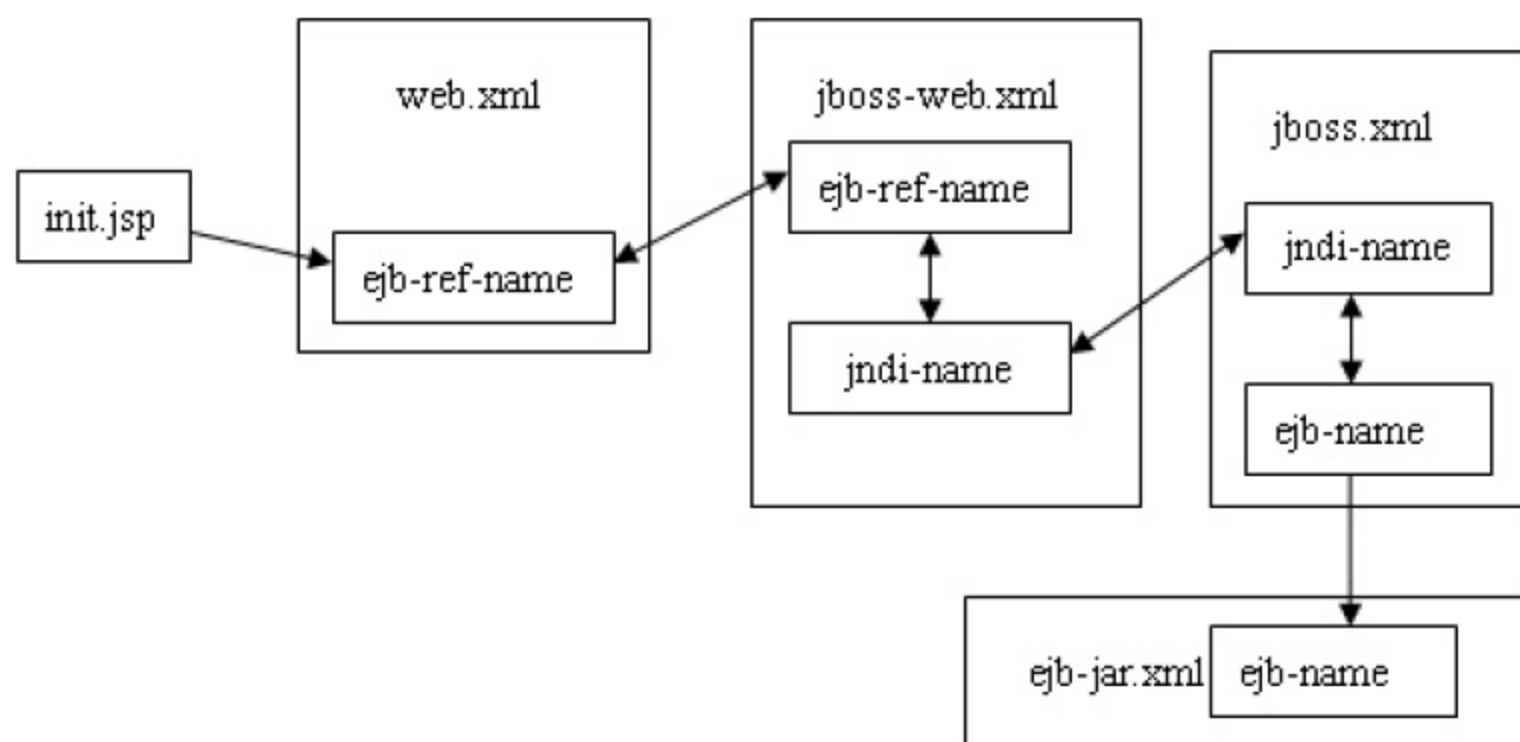 init.jsp
web.xml
ejb-ref-name
jboss-web.xml
ejb-ref-name
jndi-name
jboss.xml
jndi-name
ejb-name
ejb-jar.xml
ejb-name